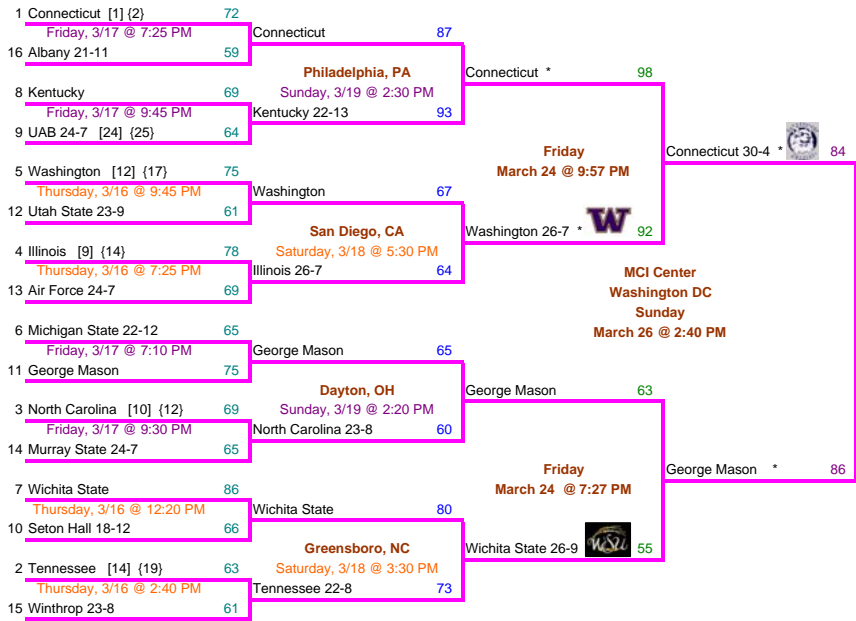 1 Connecticut [1] {2} 72
Friday, 3/17 @ 7:25 PM
Connecticut 87
16 Albany 21-11 59
Philadelphia, PA
Connecticut * 98
8 Kentucky 69
Sunday, 3/19 @ 2:30 PM
Friday, 3/17 @ 9:45 PM
Kentucky 22-13 93
9 UAB 24-7 [24] {25} 64
Friday
March 24 @ 9:57 PM
Connecticut 30-4 * 84
5 Washington [12] {17} 75
Thursday, 3/16 @ 9:45 PM
Washington 67
12 Utah State 23-9 61
San Diego, CA
Washington 26-7 * W 92
4 Illinois [9] {14} 78
Saturday, 3/18 @ 5:30 PM
Thursday, 3/16 @ 7:25 PM
Illinois 26-7 64
13 Air Force 24-7 69
MCI Center
Washington DC
Sunday
March 26 @ 2:40 PM
6 Michigan State 22-12 65
Friday, 3/17 @ 7:10 PM
George Mason 65
11 George Mason 75
Dayton, OH
George Mason 63
3 North Carolina [10] {12} 69
Sunday, 3/19 @ 2:20 PM
Friday, 3/17 @ 9:30 PM
North Carolina 23-8 60
14 Murray State 24-7 65
Friday
March 24 @ 7:27 PM
George Mason * 86
7 Wichita State 86
Thursday, 3/16 @ 12:20 PM
Wichita State 80
10 Seton Hall 18-12 66
Greensboro, NC
Wichita State 26-9 WSU 55
2 Tennessee [14] {19} 63
Saturday, 3/18 @ 3:30 PM
Thursday, 3/16 @ 2:40 PM
Tennessee 22-8 73
15 Winthrop 23-8 61